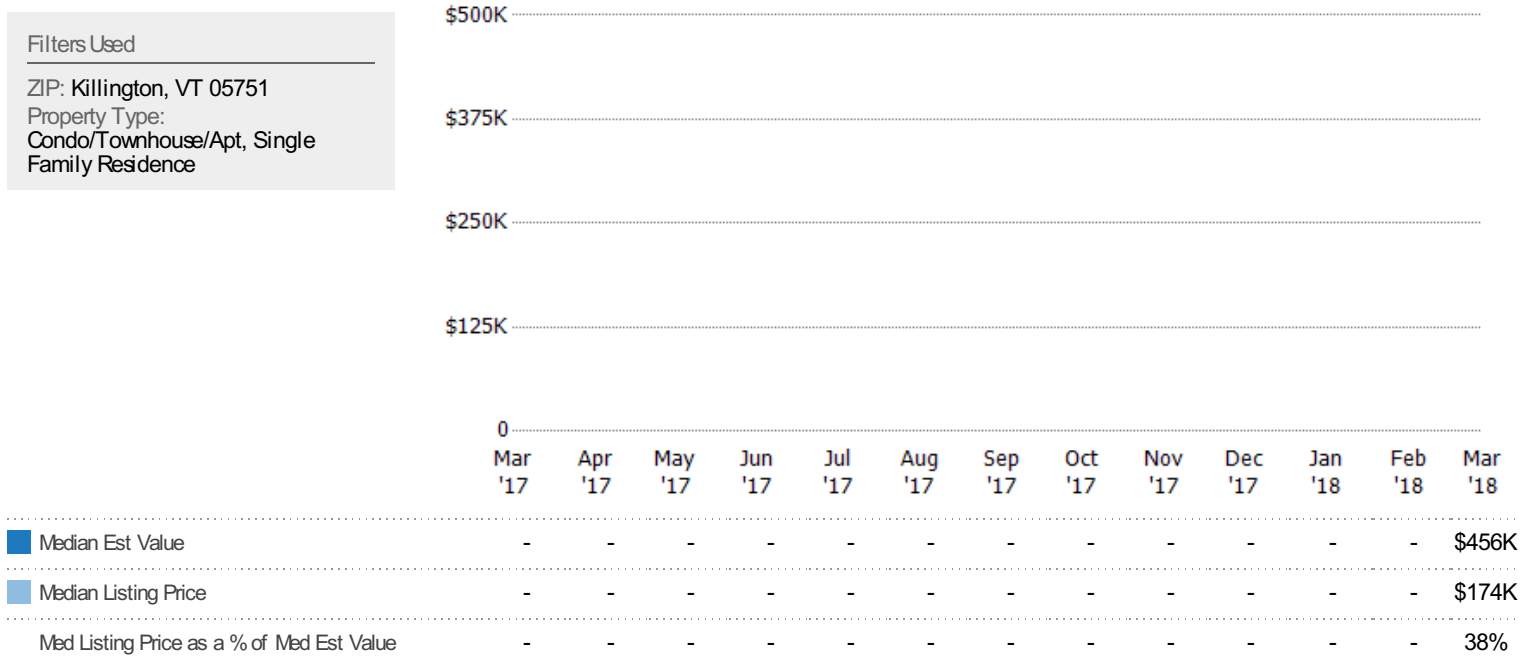 Filters Used
ZIP: Killington, VT 05751
Property Type:
Condo/Townhouse/Apt, Single
Family Residence
$500K
$375K
$250K
$125K
0
Mar Apr May Jun Jul Aug Sep Oct Nov Dec Jan Feb Mar
'17 '17 '17 '17 '17 '17 '17 '17 '17 '17 '18 '18 '18
Median Est Value - - - - - - - - - - - - $456K
Median Listing Price - - - - - - - - - - - - $174K
Med Listing Price as a % of Med Est Value - - - - - - - - - - - - 38%